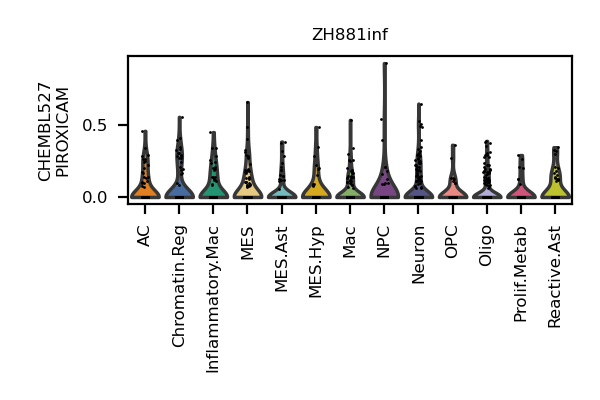 ZH881inf
CHEMBL527
PIROXICAM
0.5
0.0
AC
Chromatin.Reg
Inflammatory.Mac
MES
MES.Ast
MES.Hyp
Mac
NPC
Neuron
OPC
Oligo
Prolif.Metab
Reactive.Ast